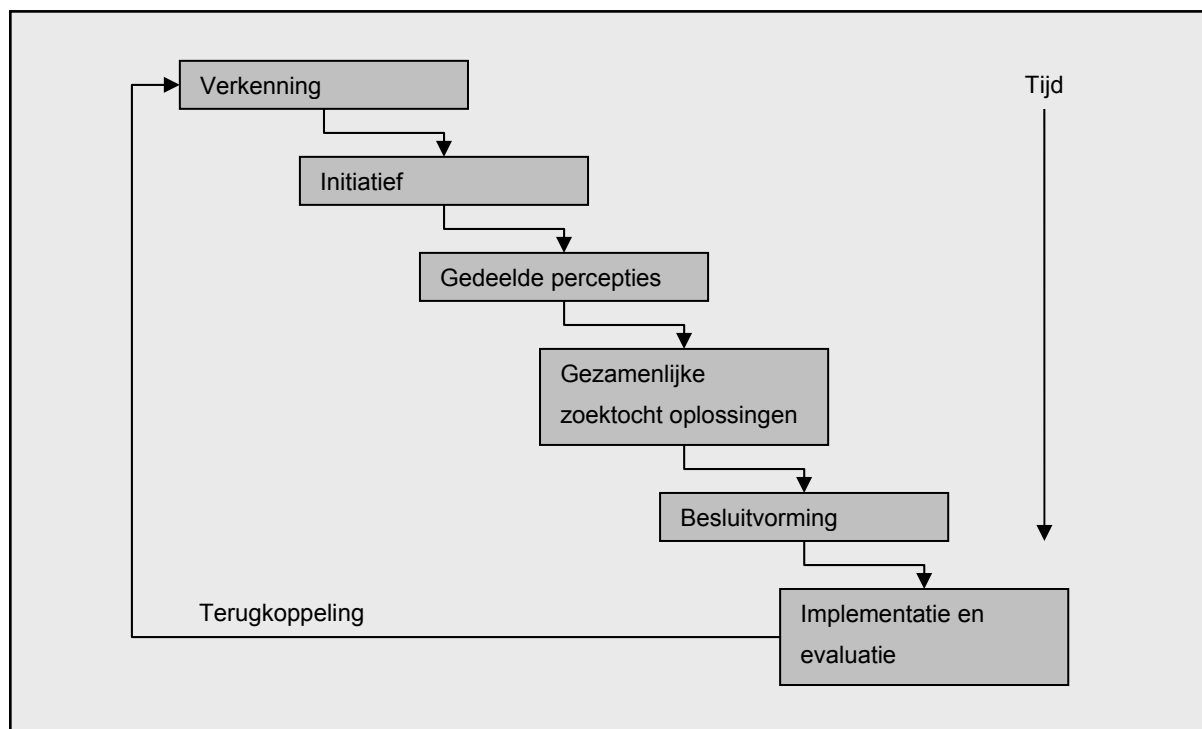 Verkenning
Tijd
Initiatief
Gedeelde percepties
Gezamenlijke
zoektocht oplossingen
Besluitvorming
Terugkoppeling
Implementatie en
evaluatie